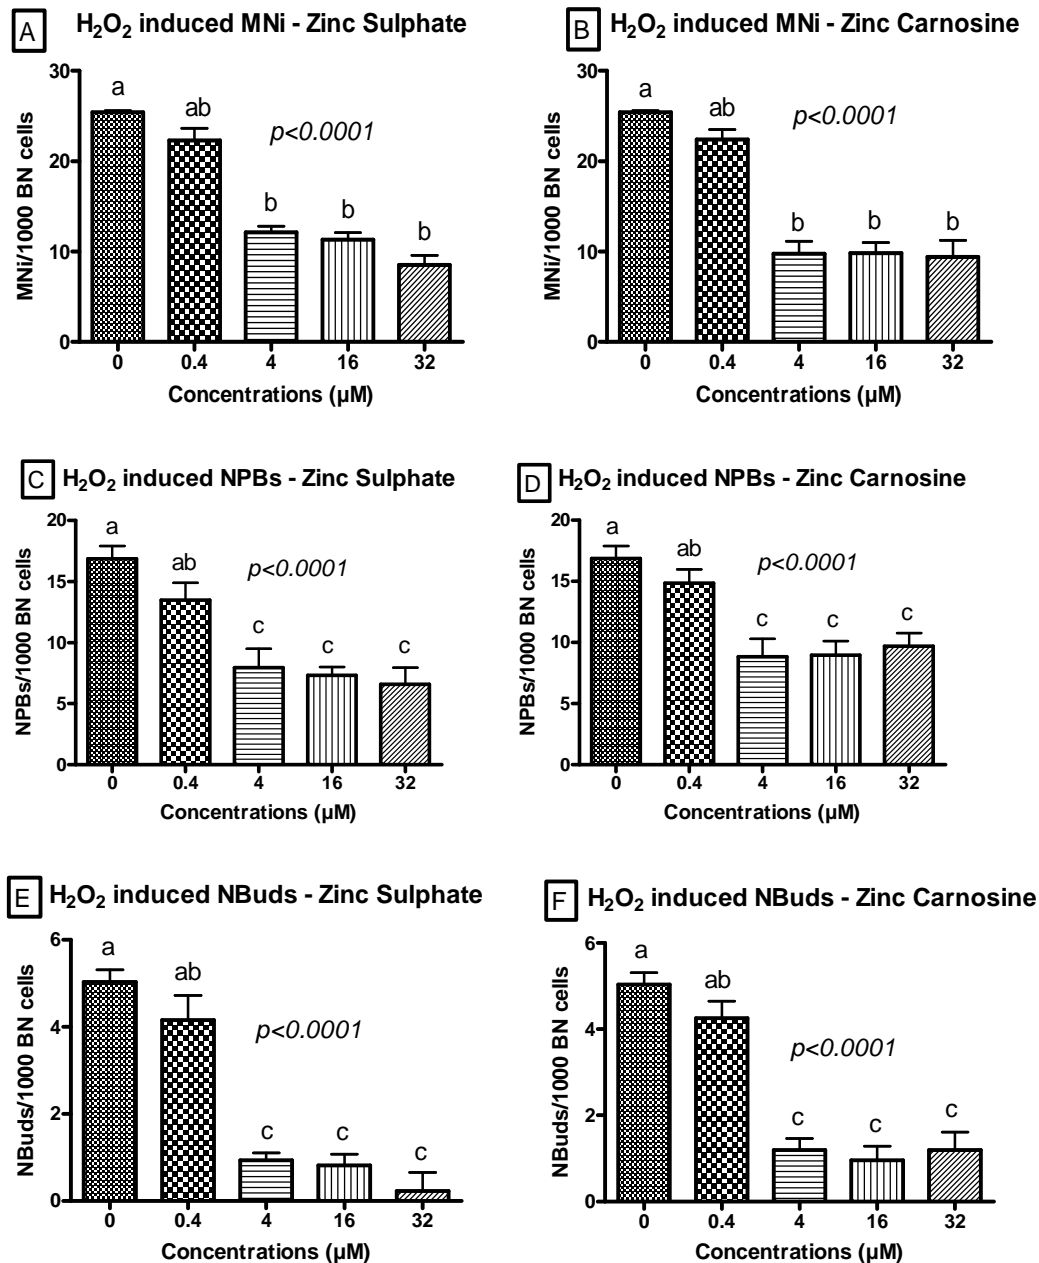 A H₂O₂ induced MNi - Zinc Sulphate
MNi/1000 BN cells
30
20
10
0
a
ab
b
b
b
p<0.0001
0 0.4 4 16 32
Concentrations (µM)
B H₂O₂ induced MNi - Zinc Carnosine
MNi/1000 BN cells
30
20
10
0
a
ab
b
b
b
p<0.0001
0 0.4 4 16 32
Concentrations (µM)
C H₂O₂ induced NPBs - Zinc Sulphate
NPBs/1000 BN cells
20
15
10
5
0
a
ab
c
c
c
p<0.0001
0 0.4 4 16 32
Concentrations (µM)
D H₂O₂ induced NPBs - Zinc Carnosine
NPBs/1000 BN cells
20
15
10
5
0
a
ab
c
c
c
p<0.0001
0 0.4 4 16 32
Concentrations (µM)
E H₂O₂ induced NBuds - Zinc Sulphate
NBuds/1000 BN cells
6
4
2
0
a
ab
c
c
c
p<0.0001
0 0.4 4 16 32
Concentrations (µM)
F H₂O₂ induced NBuds - Zinc Carnosine
NBuds/1000 BN cells
6
4
2
0
a
ab
c
c
c
p<0.0001
0 0.4 4 16 32
Concentrations (µM)